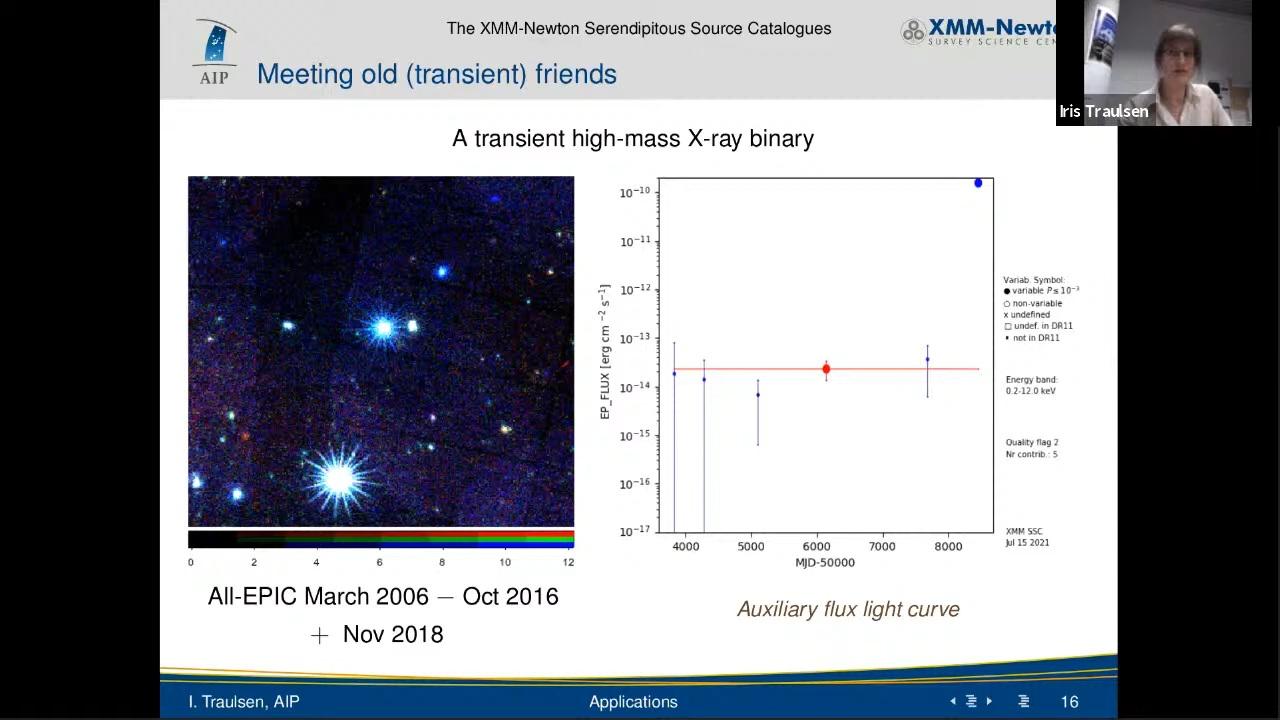 The XMM-Newton Serendipitous Source Catalogues
XMM-Newto
SURVEY SCIENCE CEN
AIP
Meeting old (transient) friends
Iris Traulsen
A transient high-mass X-ray binary
0 2 4 6 8 10 12
All-EPIC March 2006 − Oct 2016
+ Nov 2018
EP_FLUX [erg cm⁻² s⁻¹]
10⁻¹⁰
10⁻¹¹
10⁻¹²
10⁻¹³
10⁻¹⁴
10⁻¹⁵
10⁻¹⁶
10⁻¹⁷
4000 5000 6000 7000 8000
MJD-50000
Variab. Symbol:
● variable P ≤ 10⁻³
○ non-variable
x undefined
□ undef. in DR11
• not in DR11
Energy band:
0.2-12.0 keV
Quality flag 2
Nr contrib.: 5
XMM SSC
Jul 15 2021
Auxiliary flux light curve
I. Traulsen, AIP
Applications
16